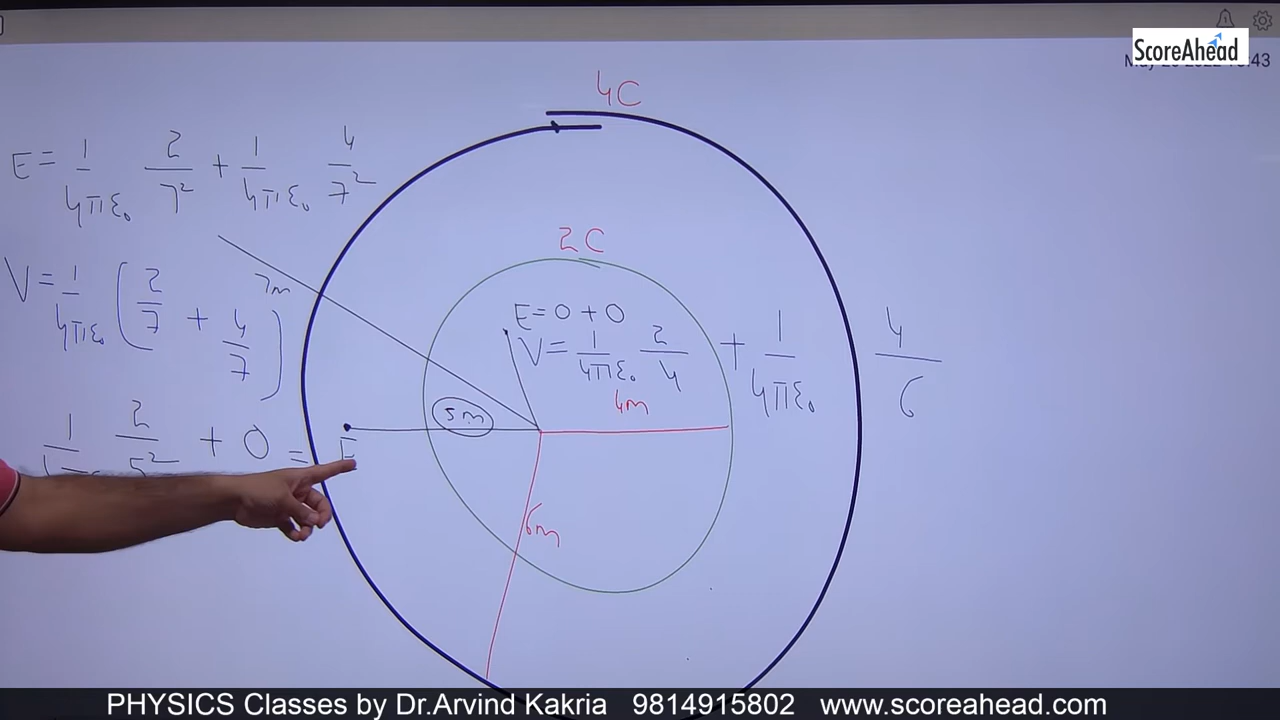 ScoreAhead
4C
E = 1/4πε₀ 2/7² + 1/4πε₀ 4/7²
2C
V = 1/4πε₀ (2/7 + 4/7)
7m
E = 0 + 0
V = 1/4πε₀ 2/4 + 1/4πε₀ 4/6
4m
5m
2/5² + 0 = E
6m
PHYSICS Classes by Dr.Arvind Kakria 9814915802 www.scoreahead.com